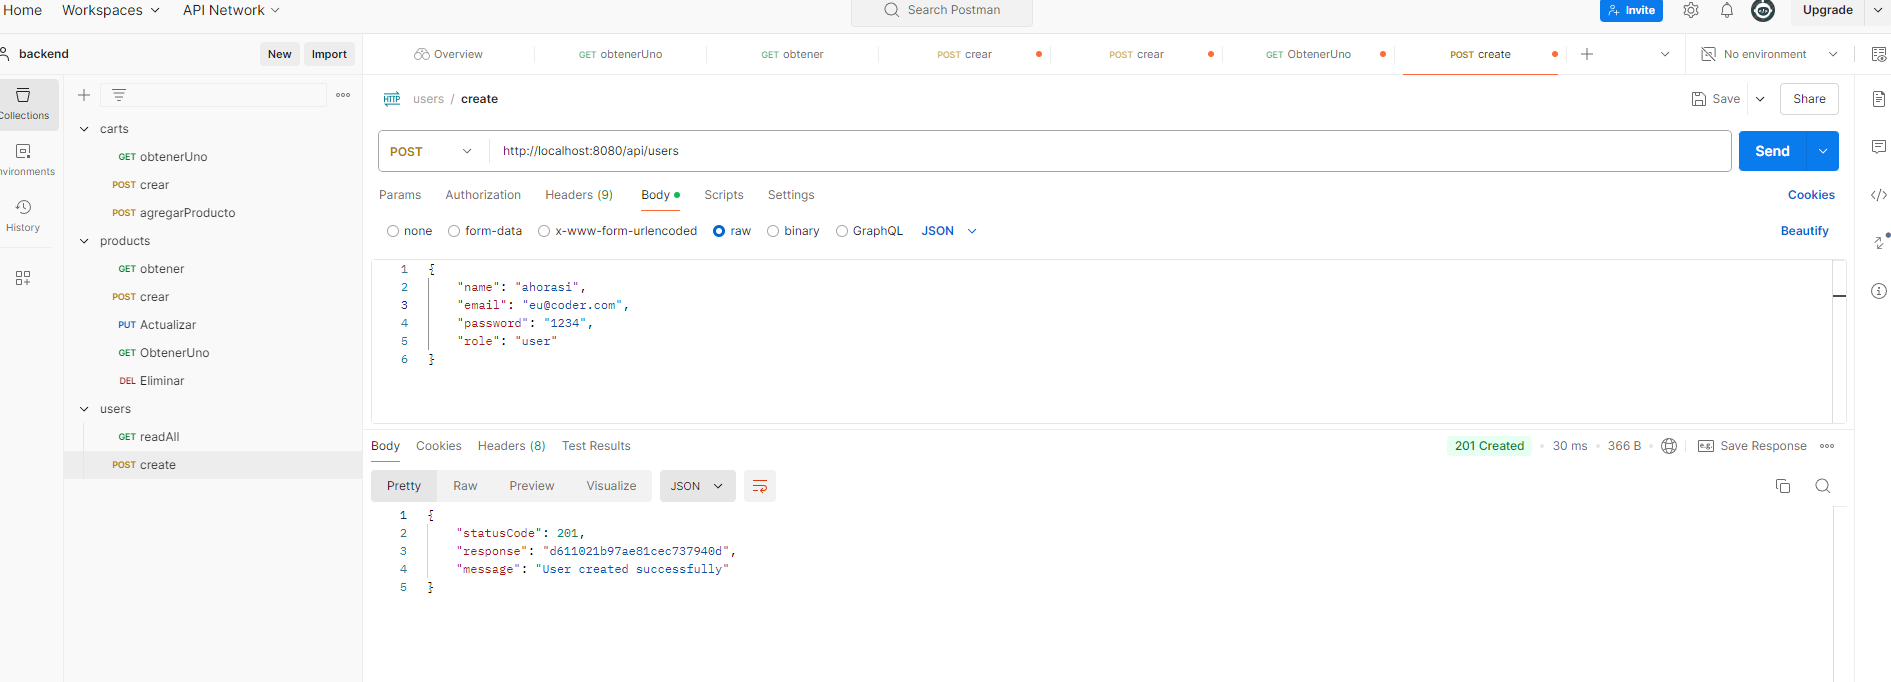 Home Workspaces API Network Search Postman Invite Upgrade
backend New Import Overview GET obtenerUno GET obtener POST crear POST crear GET ObtenerUno POST create No environment
HTTP users / create Save Share
Collections
carts
GET obtenerUno
POST crear
POST agregarProducto
products
GET obtener
POST crear
PUT Actualizar
GET ObtenerUno
DEL Eliminar
users
GET readAll
POST create
nvironments
History
POST http://localhost:8080/api/users Send
Params Authorization Headers (9) Body Scripts Settings Cookies
none form-data x-www-form-urlencoded raw binary GraphQL JSON Beautify
1 {
2 "name": "ahorasi",
3 "email": "eu@coder.com",
4 "password": "1234",
5 "role": "user"
6 }
Body Cookies Headers (8) Test Results 201 Created 30 ms 366 B e.g. Save Response
Pretty Raw Preview Visualize JSON
1 {
2 "statusCode": 201,
3 "response": "d611021b97ae81cec737940d",
4 "message": "User created successfully"
5 }